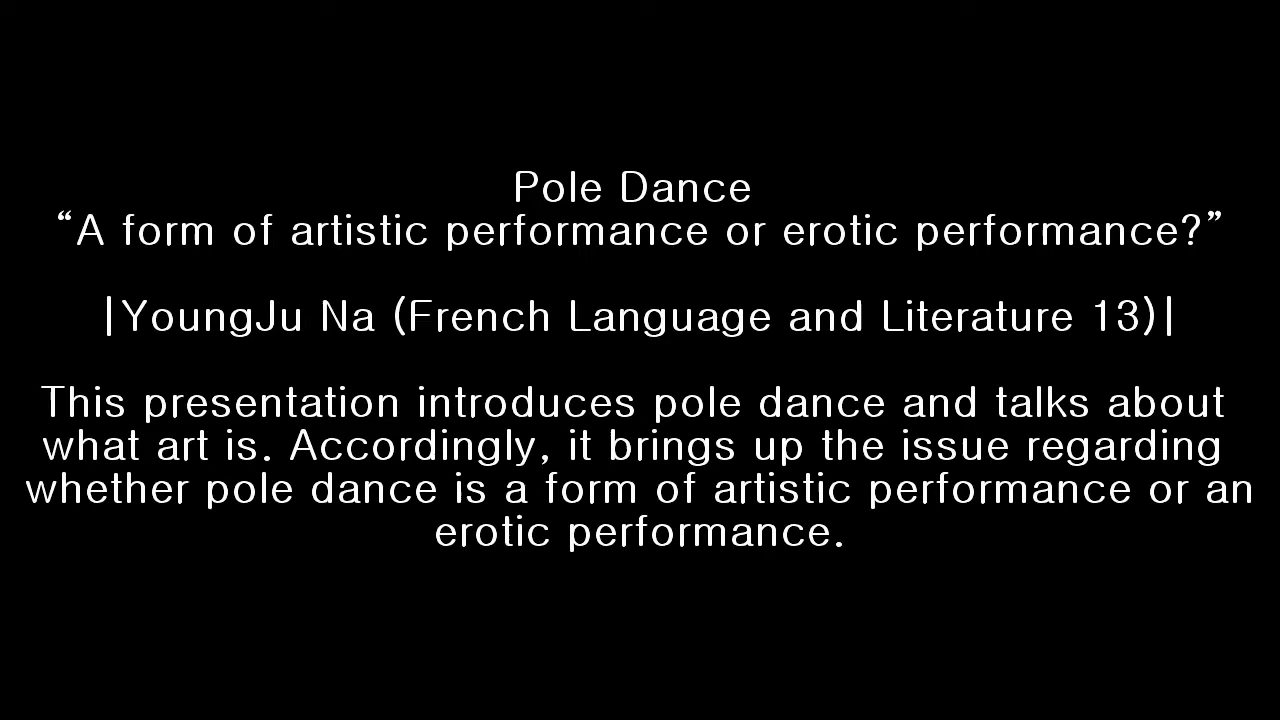 Pole Dance
“A form of artistic performance or erotic performance?”
|YoungJu Na (French Language and Literature 13)|
This presentation introduces pole dance and talks about
what art is. Accordingly, it brings up the issue regarding
whether pole dance is a form of artistic performance or an
erotic performance.